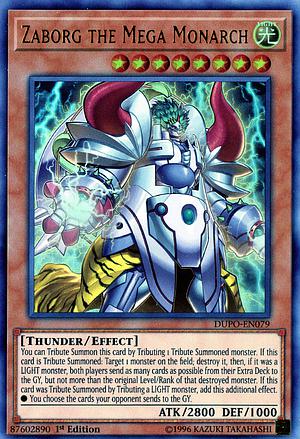 ZABORG THE MEGA MONARCH
LIGHT
光
DUPO-EN079
[THUNDER/EFFECT]
You can Tribute Summon this card by Tributing 1 Tribute Summoned monster. If this
card is Tribute Summoned: Target 1 monster on the field; destroy it, then, if it was a
LIGHT monster, both players send as many cards as possible from their Extra Deck to
the GY, but not more than the original Level/Rank of that destroyed monster. If this
card was Tribute Summoned by Tributing a LIGHT monster, add this additional effect.
● You choose the cards your opponent sends to the GY.
ATK/2800 DEF/1000
87602890 1st Edition ©1996 KAZUKI TAKAHASHI